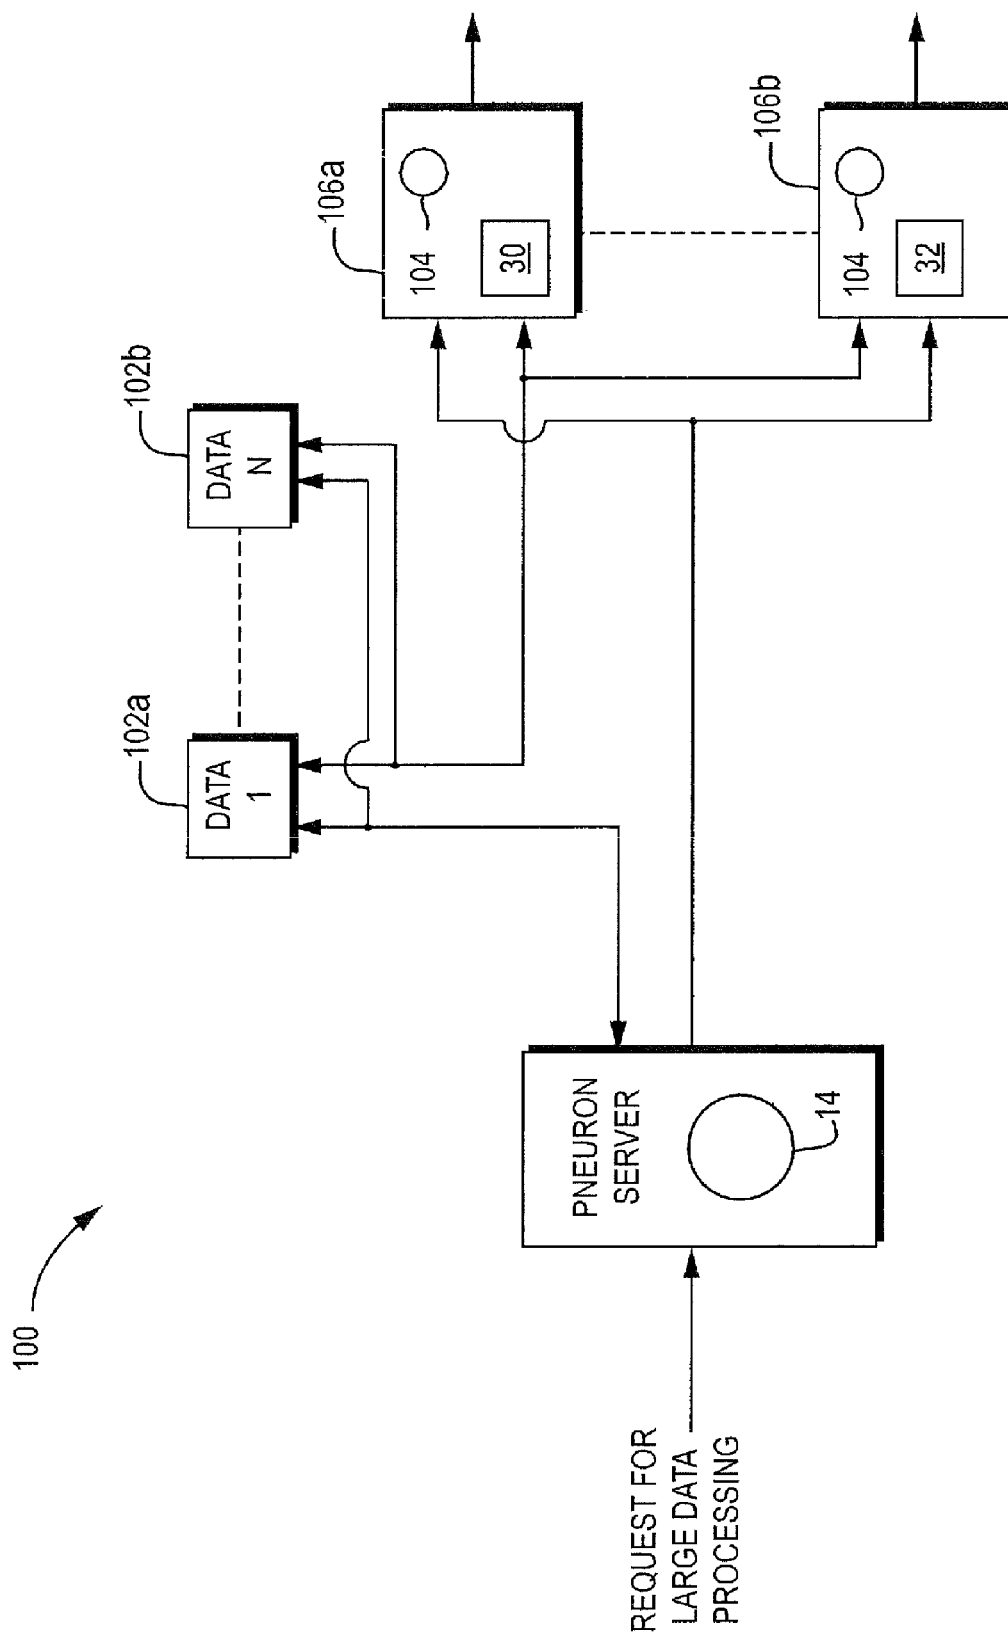 100
102a
102b
DATA
1
DATA
N
106a
104
30
106b
104
32
PNEURON
SERVER
14
REQUEST FOR
LARGE DATA
PROCESSING